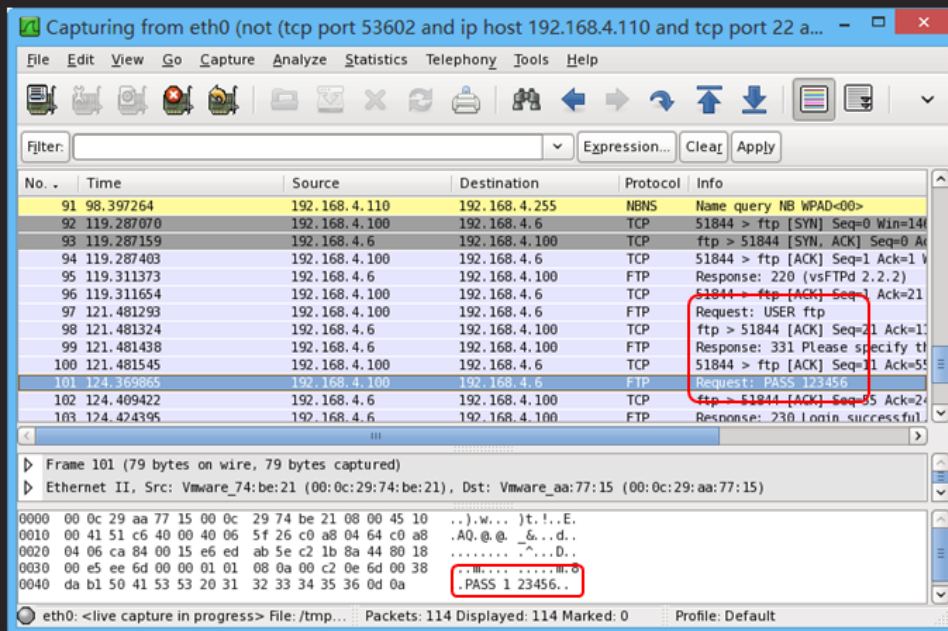 Capturing from eth0 (not (tcp port 53602 and ip host 192.168.4.110 and tcp port 22 a...
File Edit View Go Capture Analyze Statistics Telephony Tools Help
Filter: Expression... Clear Apply
No. . Time Source Destination Protocol Info
91 98.397264 192.168.4.110 192.168.4.255 NBNS Name query NB WPAD<00>
92 119.287070 192.168.4.100 192.168.4.6 TCP 51844 > ftp [SYN] Seq=0 Win=146
93 119.287159 192.168.4.6 192.168.4.100 TCP ftp > 51844 [SYN, ACK] Seq=0 Ac
94 119.287403 192.168.4.100 192.168.4.6 TCP 51844 > ftp [ACK] Seq=1 Ack=1 W
95 119.311373 192.168.4.6 192.168.4.100 FTP Response: 220 (vsFTPd 2.2.2)
96 119.311654 192.168.4.100 192.168.4.6 TCP 51844 > ftp [ACK] Seq=1 Ack=21
97 121.481293 192.168.4.100 192.168.4.6 FTP Request: USER ftp
98 121.481324 192.168.4.6 192.168.4.100 TCP ftp > 51844 [ACK] Seq=21 Ack=11
99 121.481438 192.168.4.6 192.168.4.100 FTP Response: 331 Please specify th
100 121.481545 192.168.4.100 192.168.4.6 TCP 51844 > ftp [ACK] Seq=11 Ack=55
101 124.369865 192.168.4.100 192.168.4.6 FTP Request: PASS 123456
102 124.409422 192.168.4.6 192.168.4.100 TCP ftp > 51844 [ACK] Seq=55 Ack=24
103 124.424395 192.168.4.6 192.168.4.100 FTP Response: 230 Login successful.
Frame 101 (79 bytes on wire, 79 bytes captured)
Ethernet II, Src: Vmware_74:be:21 (00:0c:29:74:be:21), Dst: Vmware_aa:77:15 (00:0c:29:aa:77:15)
0000 00 0c 29 aa 77 15 00 0c 29 74 be 21 08 00 45 10 ..).w... )t.!..E.
0010 00 41 51 c6 40 00 40 06 5f 26 c0 a8 04 64 c0 a8 .AQ.@.@. _&...d..
0020 04 06 ca 84 00 15 e6 ed ab 5e c2 1b 8a 44 80 18 ........ .^...D..
0030 00 e5 ee 6d 00 00 01 01 08 0a 00 c2 0e 6d 00 38 ...m.... .....m.8
0040 da b1 50 41 53 53 20 31 32 33 34 35 36 0d 0a ..PASS 1 23456..
eth0: <live capture in progress> File: /tmp... Packets: 114 Displayed: 114 Marked: 0 Profile: Default